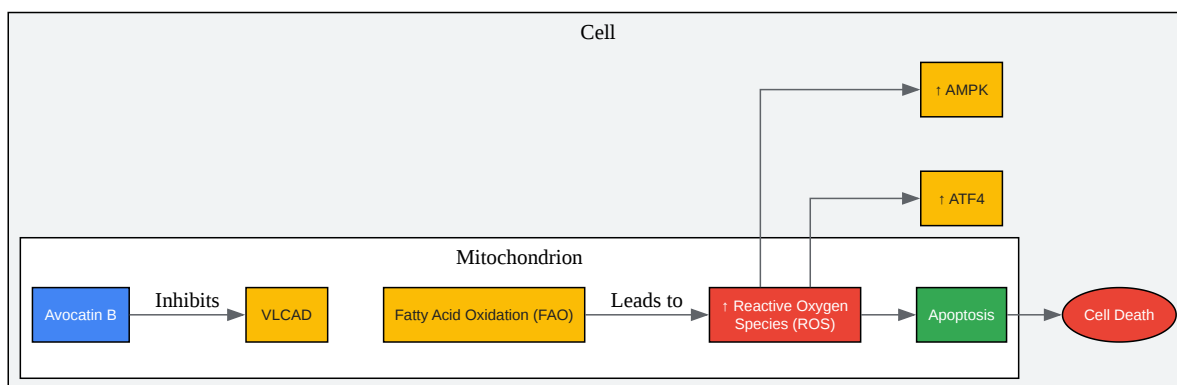 Cell
↑ AMPK
↑ ATF4
Mitochondrion
Avocatin B
Inhibits
VLCAD
Fatty Acid Oxidation (FAO)
Leads to
↑ Reactive Oxygen
Species (ROS)
Apoptosis
Cell Death